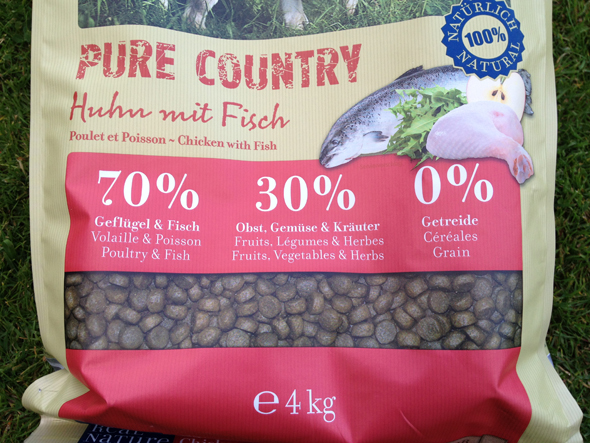 NATÜRLICH
100%
NATURAL
PURE COUNTRY
Huhn mit Fisch
Poulet et Poisson ~ Chicken with Fish
70% 30% 0%
Geflügel & Fisch Obst, Gemüse & Kräuter Getreide
Volaille & Poisson Fruits, Légumes & Herbes Céréales
Poultry & Fish Fruits, Vegetables & Herbs Grain
℮ 4 kg
NATURE